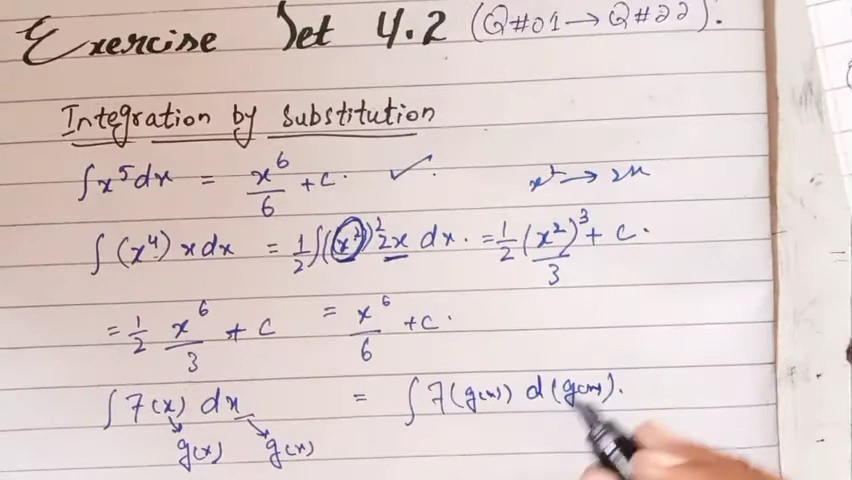 Exercise Set 4.2 (Q#01→Q#22).
Integration by substitution
∫x⁵dx = x⁶/6 + c. ✓ x² → 2x
∫(x⁴) x dx = 1/2 ∫(x²)² 2x dx. = 1/2 (x²)³/3 + c.
= 1/2 x⁶/3 + c = x⁶/6 + c.
∫ f(x) dx = ∫ f(g(x)) d(g(x)).
g(x) g(x)